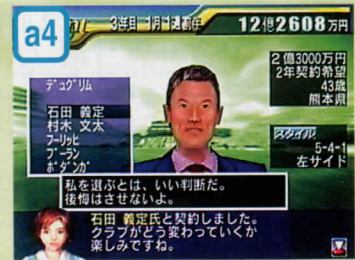 a4
3年目 1月 1週前半
12億2608万円
2億3000万円
2年契約希望
43歳
熊本県
デュグリム
石田 義定
村木 文太
フーリッヒ
プーラン
ボダンガ
スタイル
5-4-1
左サイド
私を選ぶとは、いい判断だ。
後悔はさせないよ。
石田 義定氏と契約しました。
クラブがどう変わっていくか
楽しみですね。